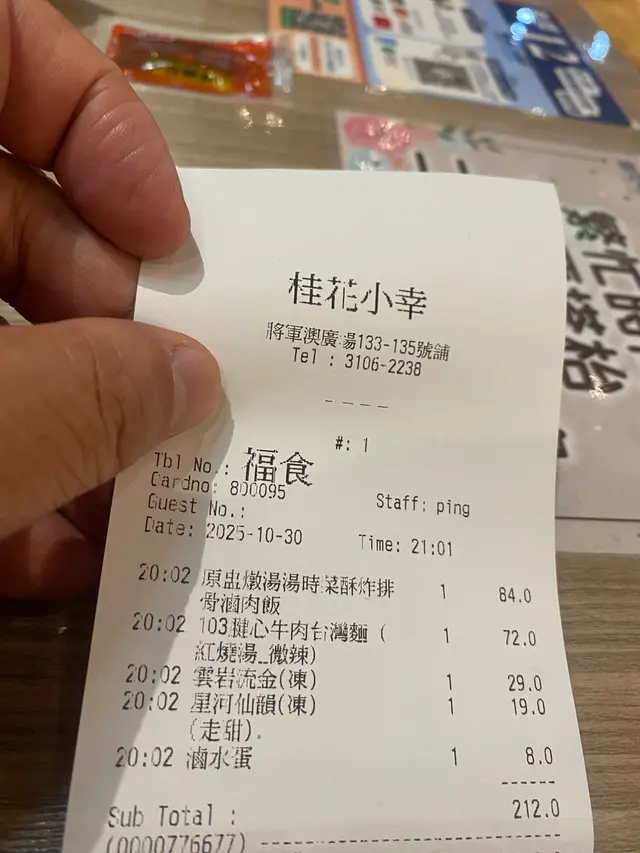 桂花小幸
將軍澳廣場133-135號舖
Tel : 3106-2238
----
#: 1
Tbl No.: 福食
Cardno: 800095
Staff: ping
Guest No.:
Date: 2025-10-30
Time: 21:01
20:02 原盅燉湯湯時菜酥炸排 1 84.0
骨滷肉飯
20:02 103腱心牛肉台灣麵( 1 72.0
紅燒湯_微辣)
20:02 雲岩流金(凍) 1 29.0
20:02 星河仙韻(凍) 1 19.0
(走甜).
20:02 滷水蛋 1 8.0
------
Sub Total : 212.0
(0000776677) ------------------------
繁忙時